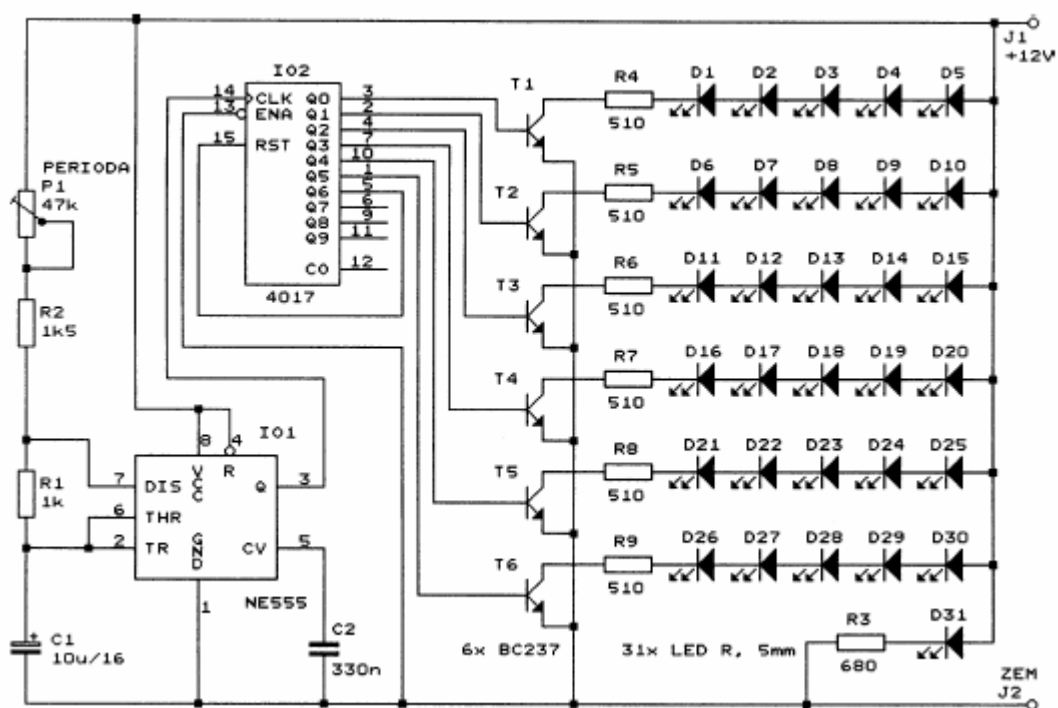 J1
+12V
IO2
14
13
15
CLK
ENA
RST
Q0
Q1
Q2
Q3
Q4
Q5
Q6
Q7
Q8
Q9
CO
3
2
4
7
10
1
5
6
9
11
12
4017
PERIODA
P1
47k
R2
1k5
R1
1k
C1
+
10u/16
IO1
8
4
7
6
2
DIS
THR
TR
VCC
R
GND
Q
CV
3
5
1
NE555
C2
330n
T1
R4
510
D1 D2 D3 D4 D5
T2
R5
510
D6 D7 D8 D9 D10
T3
R6
510
D11 D12 D13 D14 D15
T4
R7
510
D16 D17 D18 D19 D20
T5
R8
510
D21 D22 D23 D24 D25
T6
R9
510
D26 D27 D28 D29 D30
6x BC237
31x LED R, 5mm
R3
680
D31
ZEM
J2